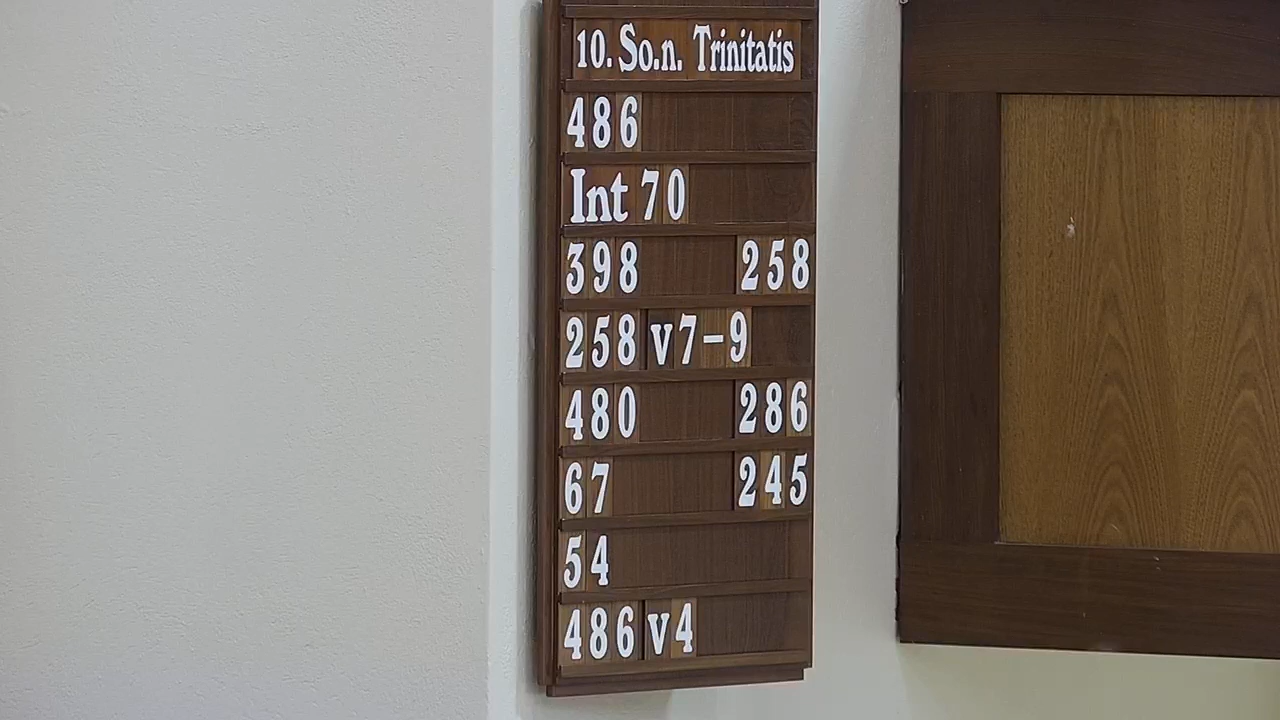 10. So.n. Trinitatis
486
Int 70
398 258
258 v7-9
480 286
67 245
54
486 v4